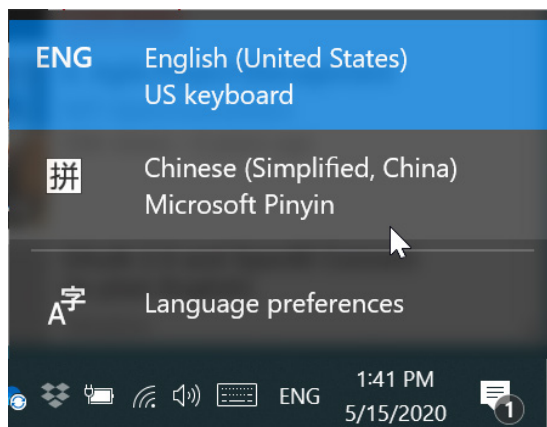 ENG English (United States)
US keyboard
拼 Chinese (Simplified, China)
Microsoft Pinyin
A字 Language preferences
ENG 1:41 PM
5/15/2020
1